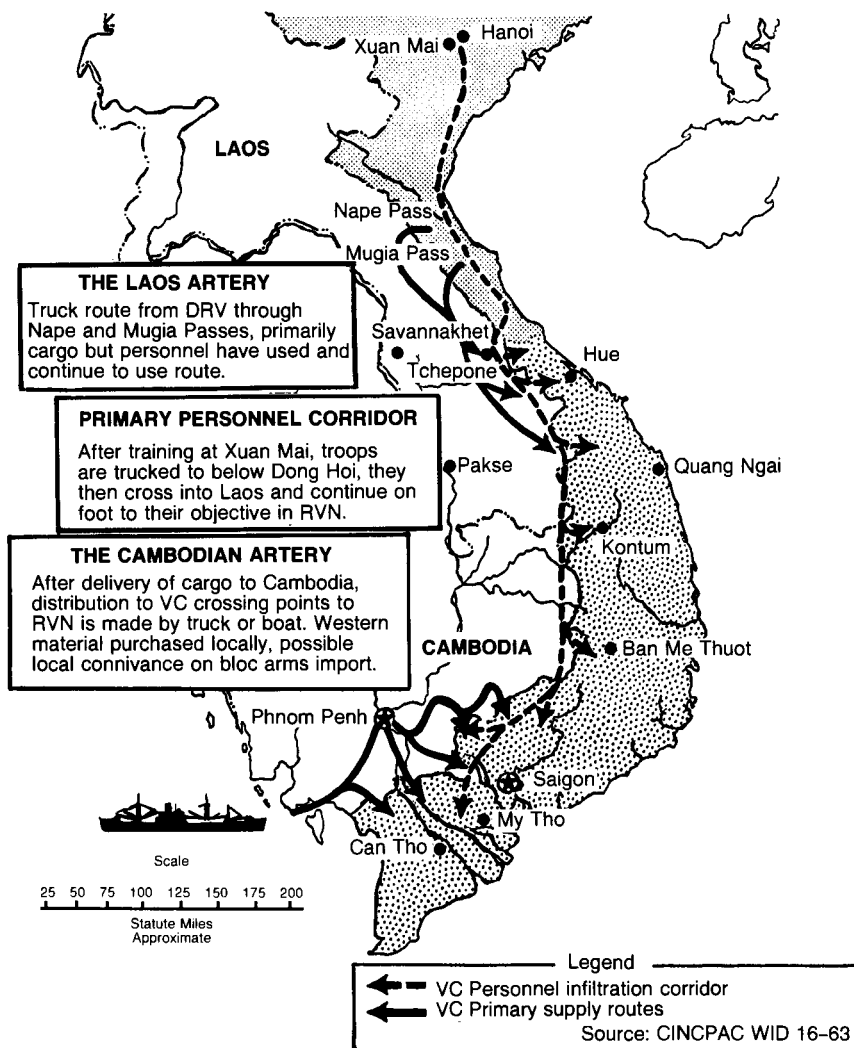 Xuan Mai
Hanoi
LAOS
Nape Pass
Mugia Pass
THE LAOS ARTERY
Truck route from DRV through
Nape and Mugia Passes, primarily
cargo but personnel have used and
continue to use route.
Savannakhet
Tchepone
Hue
PRIMARY PERSONNEL CORRIDOR
After training at Xuan Mai, troops
are trucked to below Dong Hoi, they
then cross into Laos and continue on
foot to their objective in RVN.
Pakse
Quang Ngai
Kontum
THE CAMBODIAN ARTERY
After delivery of cargo to Cambodia,
distribution to VC crossing points to
RVN is made by truck or boat. Western
material purchased locally, possible
local connivance on bloc arms import.
CAMBODIA
Ban Me Thuot
Phnom Penh
Saigon
My Tho
Can Tho
Scale
25 50 75 100 125 150 175 200
Statute Miles
Approximate
Legend
VC Personnel infiltration corridor
VC Primary supply routes
Source: CINCPAC WID 16-63